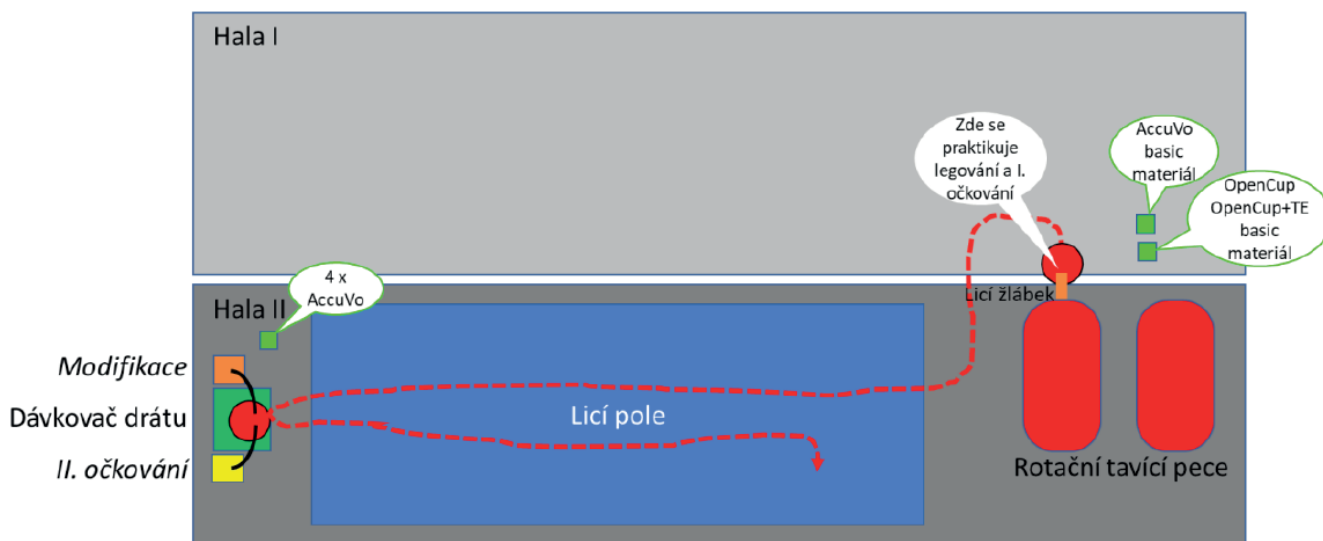 Hala I
Zde se
praktikuje
legování a I.
očkování
AccuVo
basic
materiál
OpenCup
OpenCup+TE
basic
materiál
4 x
AccuVo
Hala II
Licí žlábek
Modifikace
Dávkovač drátu
Licí pole
II. očkování
Rotační tavící pece